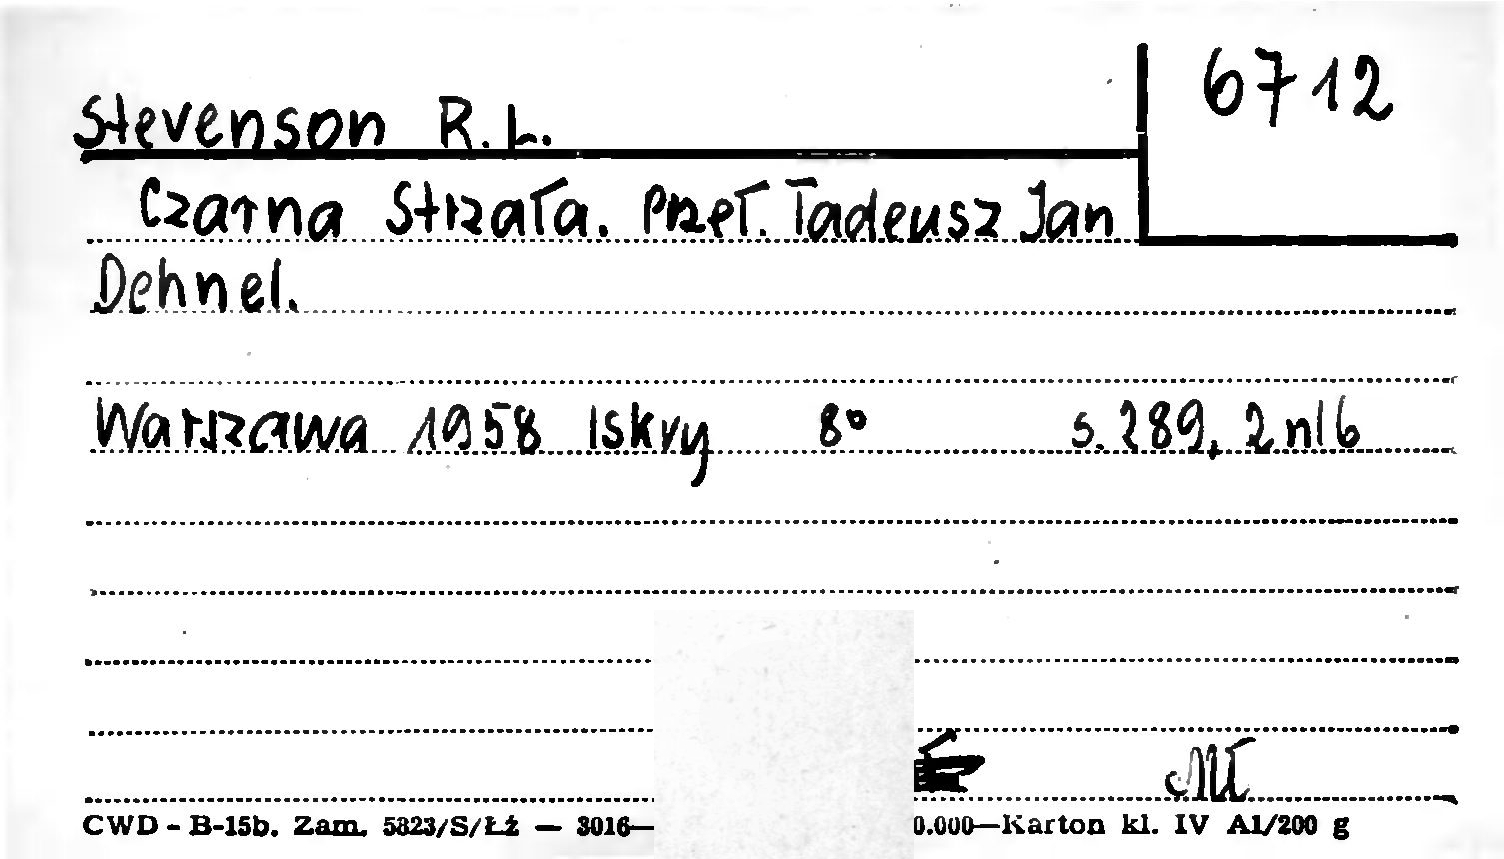 6712
Stevenson R. L.
Czarna Strzała. Przeł. Tadeusz Jan
Dehnel.
Warszawa 1958 Iskry 8° s. 289, 2 nlb
CWD - B-15b. Zam. 5823/S/Łż — 3016— 0.000—Karton kl. IV A1/200 g